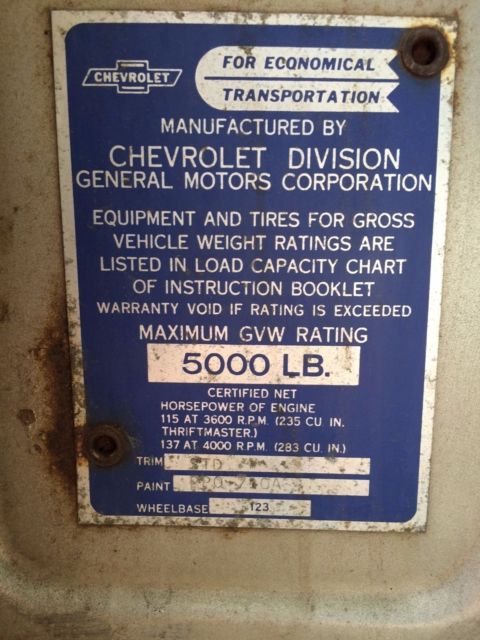 CHEVROLET
FOR ECONOMICAL
TRANSPORTATION
MANUFACTURED BY
CHEVROLET DIVISION
GENERAL MOTORS CORPORATION
EQUIPMENT AND TIRES FOR GROSS
VEHICLE WEIGHT RATINGS ARE
LISTED IN LOAD CAPACITY CHART
OF INSTRUCTION BOOKLET
WARRANTY VOID IF RATING IS EXCEEDED
MAXIMUM GVW RATING
5000 LB.
CERTIFIED NET
HORSEPOWER OF ENGINE
115 AT 3600 R.P.M. (235 CU IN.
THRIFTMASTER.)
137 AT 4000 R.P.M. (283 CU. IN.)
TRIM STD
PAINT
WHEELBASE 123